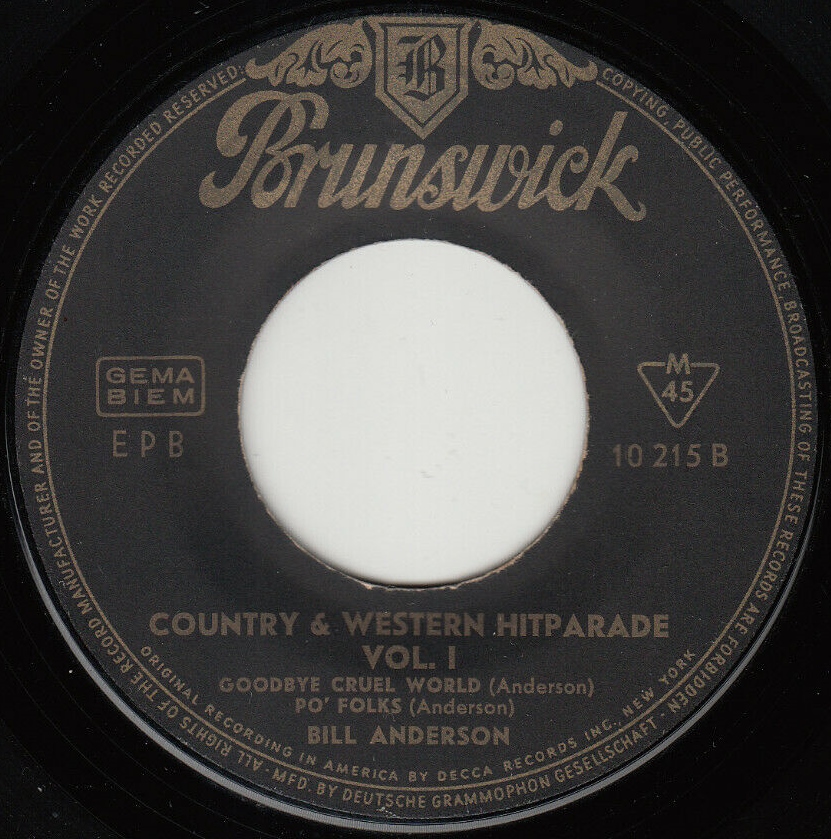 B
Brunswick
GEMA
BIEM
EPB
M
45
10 215 B
COUNTRY & WESTERN HITPARADE
VOL. I
GOODBYE CRUEL WORLD (Anderson)
PO' FOLKS (Anderson)
BILL ANDERSON
ORIGINAL RECORDING IN AMERICA BY DECCA RECORDS INC., NEW YORK
MFD. BY DEUTSCHE GRAMMOPHON GESELLSCHAFT · ALL RIGHTS OF THE RECORD MANUFACTURER AND OF THE OWNER OF THE WORK RECORDED RESERVED.
COPYING, PUBLIC PERFORMANCE, BROADCASTING OF THESE RECORDS ARE FORBIDDEN